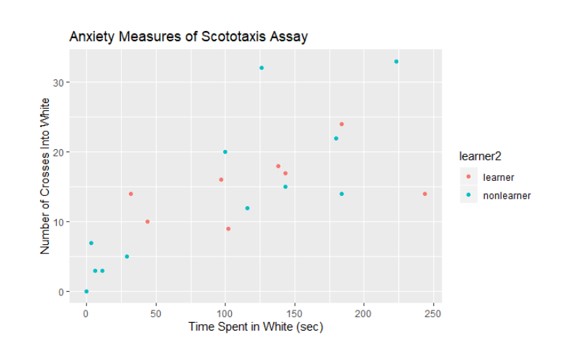 Anxiety Measures of Scototaxis Assay
Number of Crosses Into White
30
20
10
0
0 50 100 150 200 250
Time Spent in White (sec)
learner2
learner
nonlearner